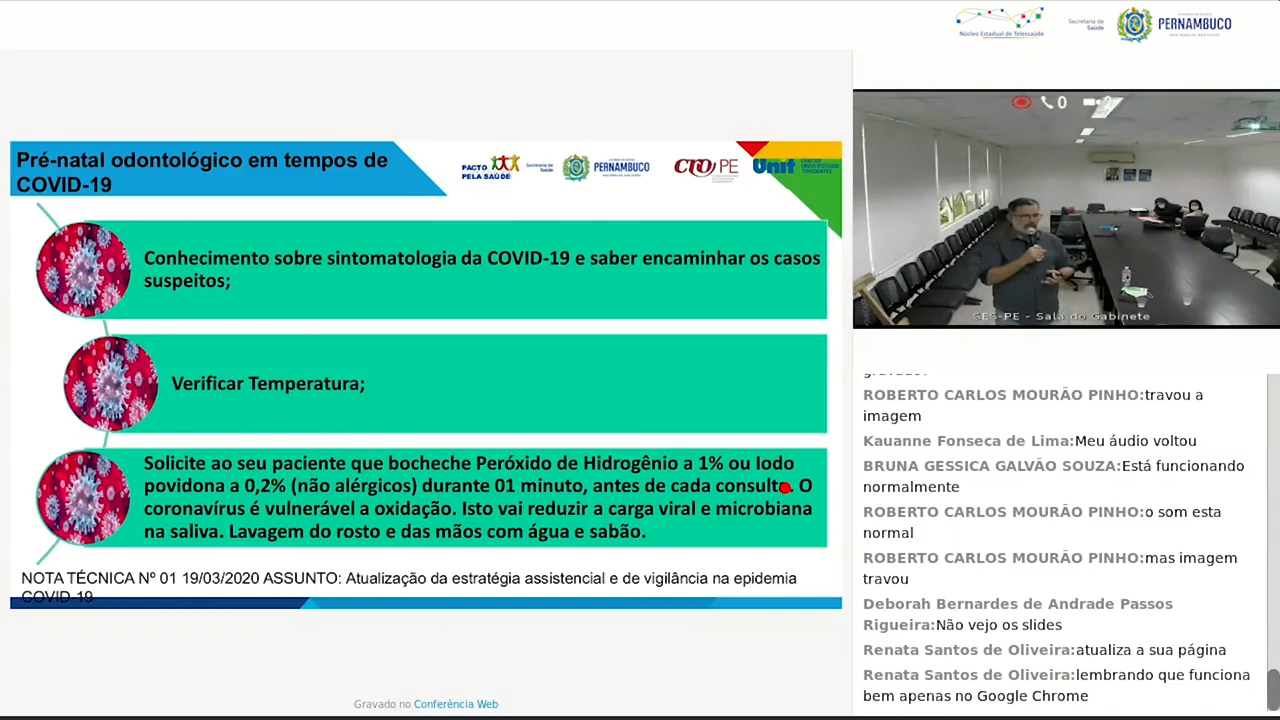 Núcleo Estadual de Telessaúde
Secretaria de
Saúde
PERNAMBUCO
Pré-natal odontológico em tempos de
COVID-19
PACTO
PELA SAÚDE
Secretaria de
Saúde
PERNAMBUCO
CRO PE
Unit
Conhecimento sobre sintomatologia da COVID-19 e saber encaminhar os casos
suspeitos;
Verificar Temperatura;
Solicite ao seu paciente que bocheche Peróxido de Hidrogênio a 1% ou Iodo
povidona a 0,2% (não alérgicos) durante 01 minuto, antes de cada consulta. O
coronavírus é vulnerável a oxidação. Isto vai reduzir a carga viral e microbiana
na saliva. Lavagem do rosto e das mãos com água e sabão.
NOTA TÉCNICA Nº 01 19/03/2020 ASSUNTO: Atualização da estratégia assistencial e de vigilância na epidemia
COVID-19
Gravado no Conferência Web
0
SES-PE - Sala do Gabinete
ROBERTO CARLOS MOURÃO PINHO:travou a
imagem
Kauanne Fonseca de Lima:Meu áudio voltou
BRUNA GESSICA GALVÃO SOUZA:Está funcionando
normalmente
ROBERTO CARLOS MOURÃO PINHO:o som esta
normal
ROBERTO CARLOS MOURÃO PINHO:mas imagem
travou
Deborah Bernardes de Andrade Passos
Rigueira:Não vejo os slides
Renata Santos de Oliveira:atualiza a sua página
Renata Santos de Oliveira:lembrando que funciona
bem apenas no Google Chrome